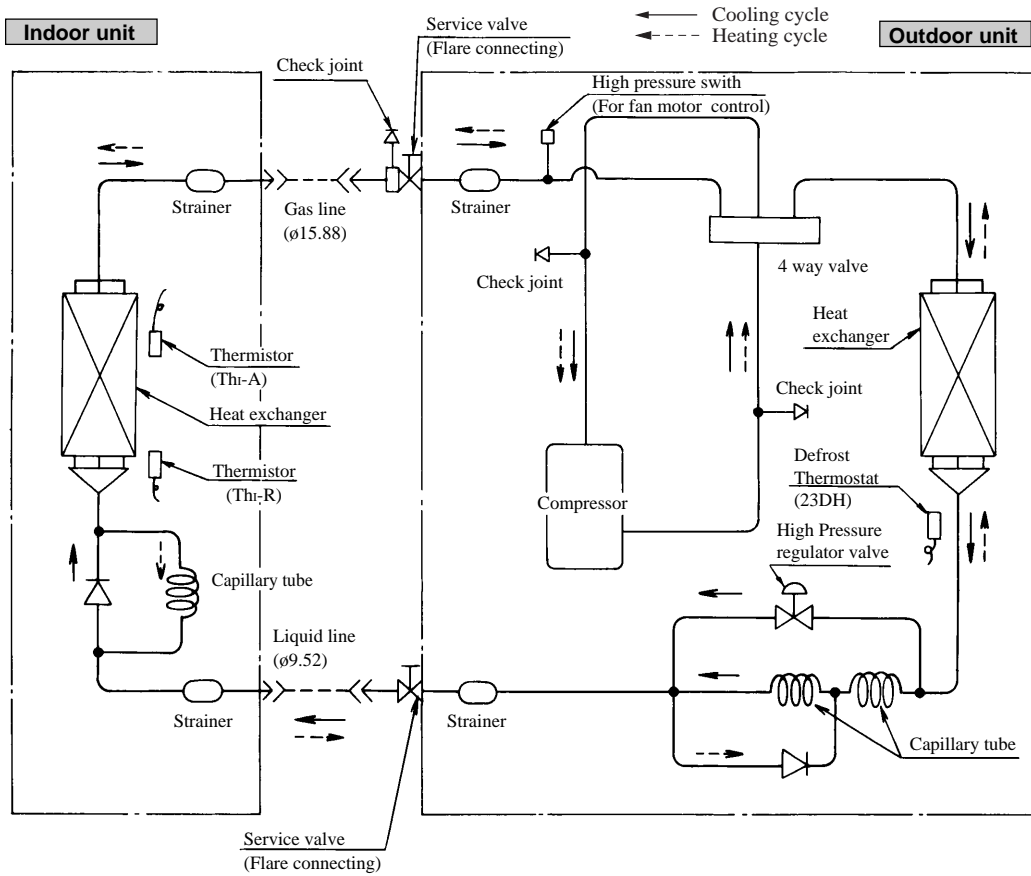 Indoor unit
Service valve
(Flare connecting)
Cooling cycle
Heating cycle
Outdoor unit
Check joint
High pressure swith
(For fan motor control)
Strainer
Gas line
(ø15.88)
Strainer
4 way valve
Check joint
Heat
exchanger
Thermistor
(ThI-A)
Heat exchanger
Check joint
Thermistor
(ThI-R)
Defrost
Thermostat
(23DH)
Compressor
High Pressure
regulator valve
Capillary tube
Liquid line
(ø9.52)
Strainer
Strainer
Capillary tube
Service valve
(Flare connecting)